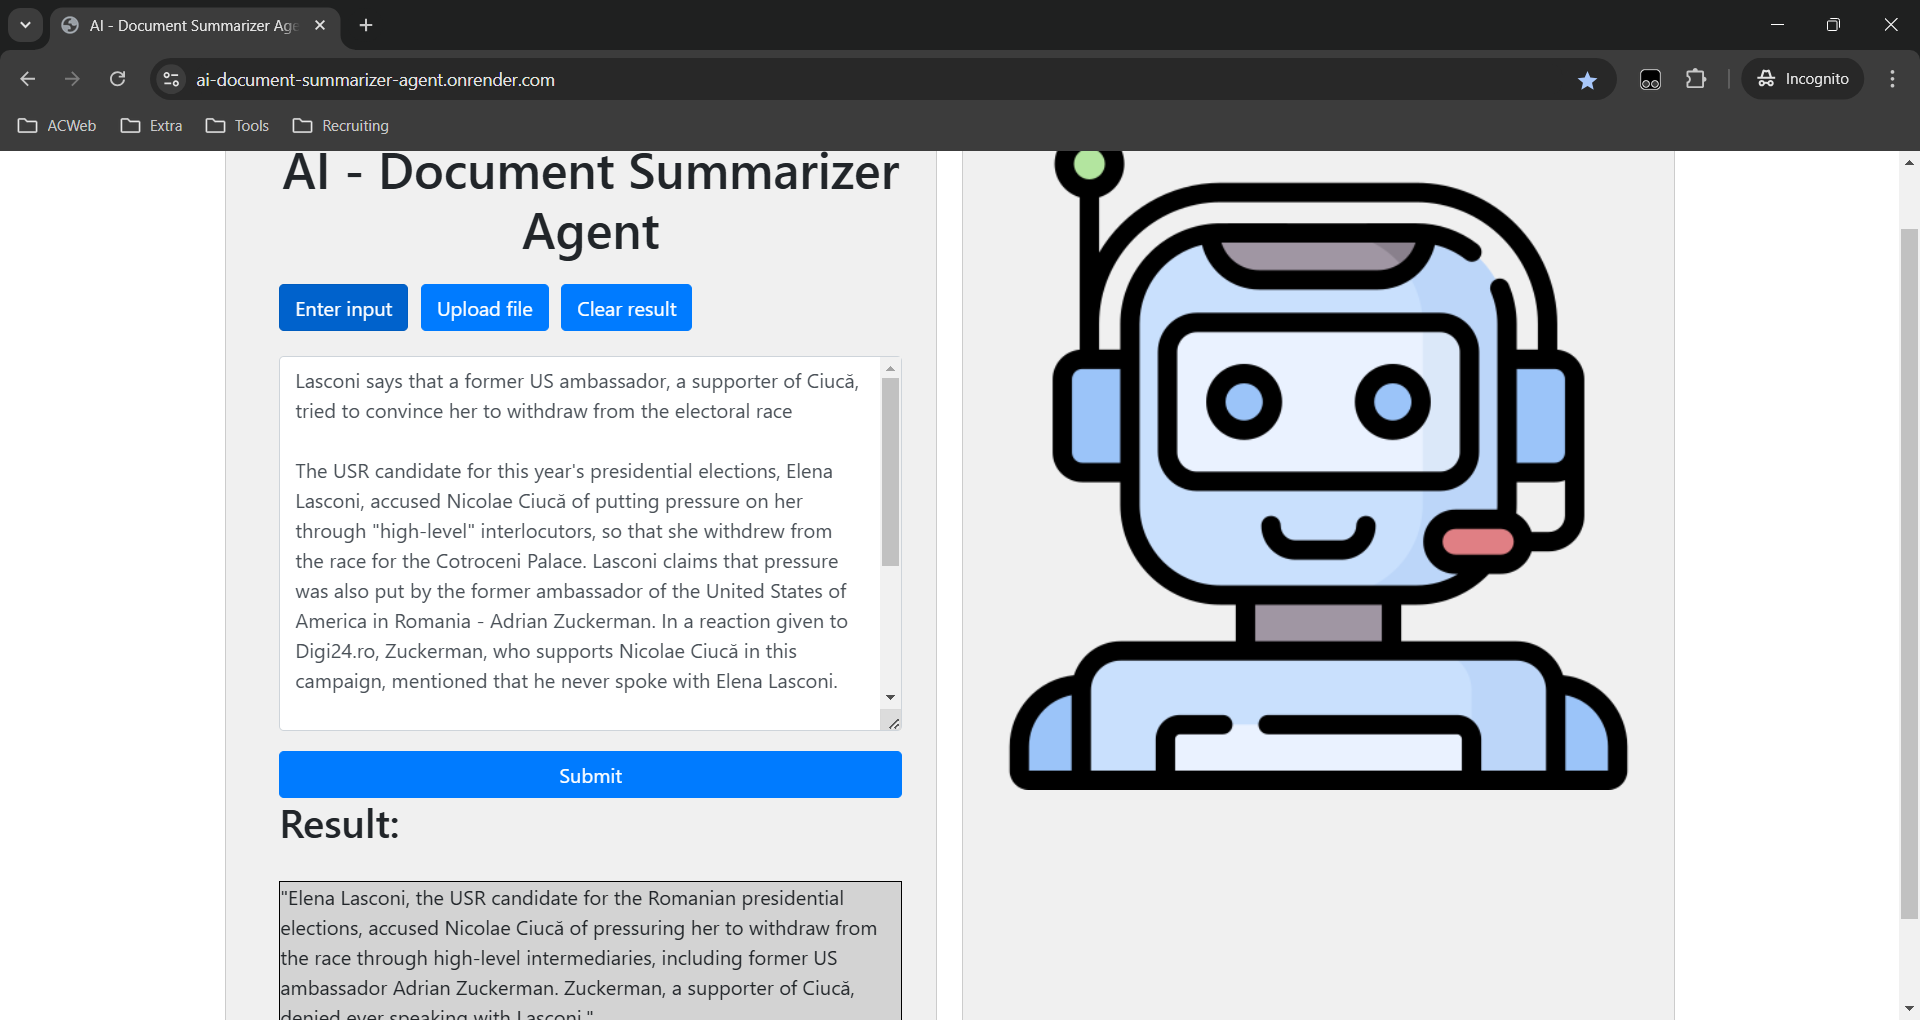 AI - Document Summarizer Age
ai-document-summarizer-agent.onrender.com
Incognito
ACWeb
Extra
Tools
Recruiting
AI - Document Summarizer
Agent
Enter input
Upload file
Clear result
Lasconi says that a former US ambassador, a supporter of Ciucă,
tried to convince her to withdraw from the electoral race
The USR candidate for this year's presidential elections, Elena
Lasconi, accused Nicolae Ciucă of putting pressure on her
through "high-level" interlocutors, so that she withdrew from
the race for the Cotroceni Palace. Lasconi claims that pressure
was also put by the former ambassador of the United States of
America in Romania - Adrian Zuckerman. In a reaction given to
Digi24.ro, Zuckerman, who supports Nicolae Ciucă in this
campaign, mentioned that he never spoke with Elena Lasconi.
Submit
Result:
"Elena Lasconi, the USR candidate for the Romanian presidential
elections, accused Nicolae Ciucă of pressuring her to withdraw from
the race through high-level intermediaries, including former US
ambassador Adrian Zuckerman. Zuckerman, a supporter of Ciucă,
denied ever speaking with Lasconi."